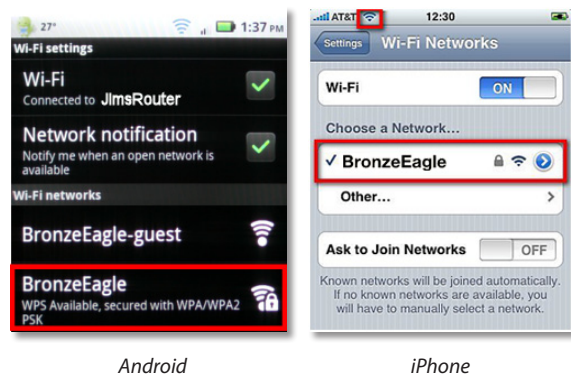 27°
1:37 PM
Wi-Fi settings
Wi-Fi
Connected to JimsRouter
Network notification
Notify me when an open network is
available
Wi-Fi networks
BronzeEagle-guest
BronzeEagle
WPS Available, secured with WPA/WPA2
PSK
Android
AT&T 12:30
Settings Wi-Fi Networks
Wi-Fi ON
Choose a Network...
✓ BronzeEagle
Other...
Ask to Join Networks OFF
Known networks will be joined automatically.
If no known networks are available, you
will have to manually select a network.
iPhone